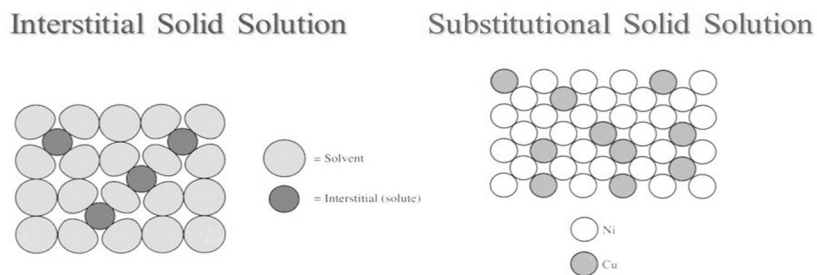 Interstitial Solid Solution
Substitutional Solid Solution
= Solvent
= Interstitial (solute)
Ni
Cu